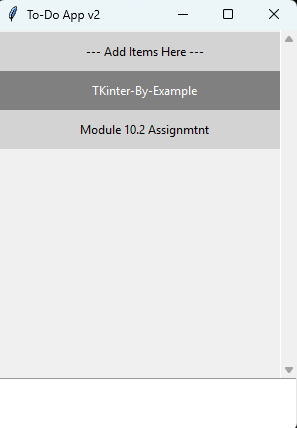 To-Do App v2
--- Add Items Here ---
TKinter-By-Example
Module 10.2 Assignmtnt